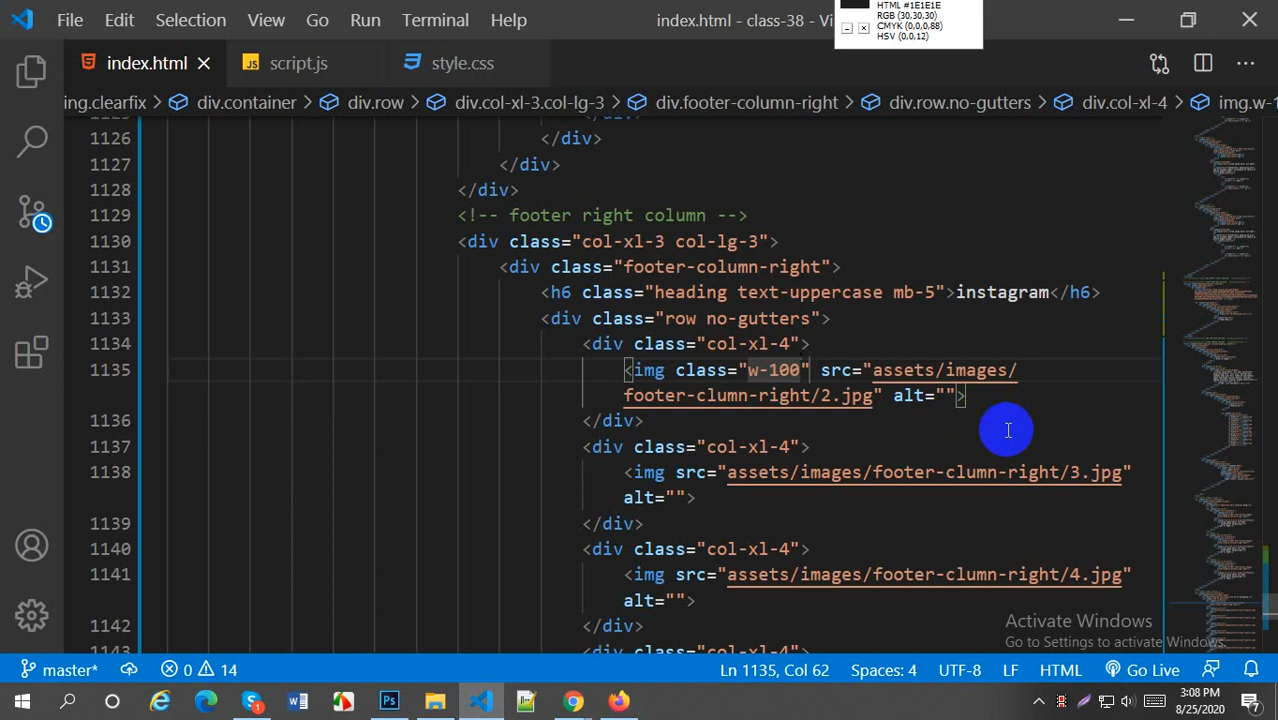 File Edit Selection View Go Run Terminal Help index.html - class-38 - Vi
HTML #1E1E1E
RGB (30,30,30)
CMYK (0,0,0,88)
HSV (0,0,12)
index.html script.js style.css
ing.clearfix > div.container > div.row > div.col-xl-3.col-lg-3 > div.footer-column-right > div.row.no-gutters > div.col-xl-4 > img.w-1
1126 </div>
1127 </div>
1128 </div>
1129 <!-- footer right column -->
1130 <div class="col-xl-3 col-lg-3">
1131 <div class="footer-column-right">
1132 <h6 class="heading text-uppercase mb-5">instagram</h6>
1133 <div class="row no-gutters">
1134 <div class="col-xl-4">
1135 <img class="w-100" src="assets/images/
footer-clumn-right/2.jpg" alt="">
1136 </div>
1137 <div class="col-xl-4">
1138 <img src="assets/images/footer-clumn-right/3.jpg"
alt="">
1139 </div>
1140 <div class="col-xl-4">
1141 <img src="assets/images/footer-clumn-right/4.jpg"
alt="">
1142 </div>
Activate Windows
Go to Settings to activate Windows.
master* 0 14 Ln 1135, Col 62 Spaces: 4 UTF-8 LF HTML Go Live
3:08 PM
8/25/2020